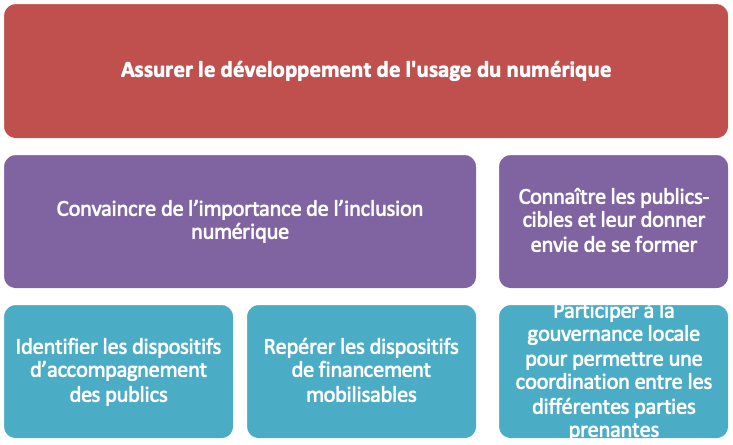 Assurer le développement de l'usage du numérique
Convaincre de l’importance de l’inclusion
numérique
Connaître les publics-
cibles et leur donner
envie de se former
Identifier les dispositifs
d’accompagnement
des publics
Repérer les dispositifs
de financement
mobilisables
Participer à la
gouvernance locale
pour permettre une
coordination entre les
différentes parties
prenantes